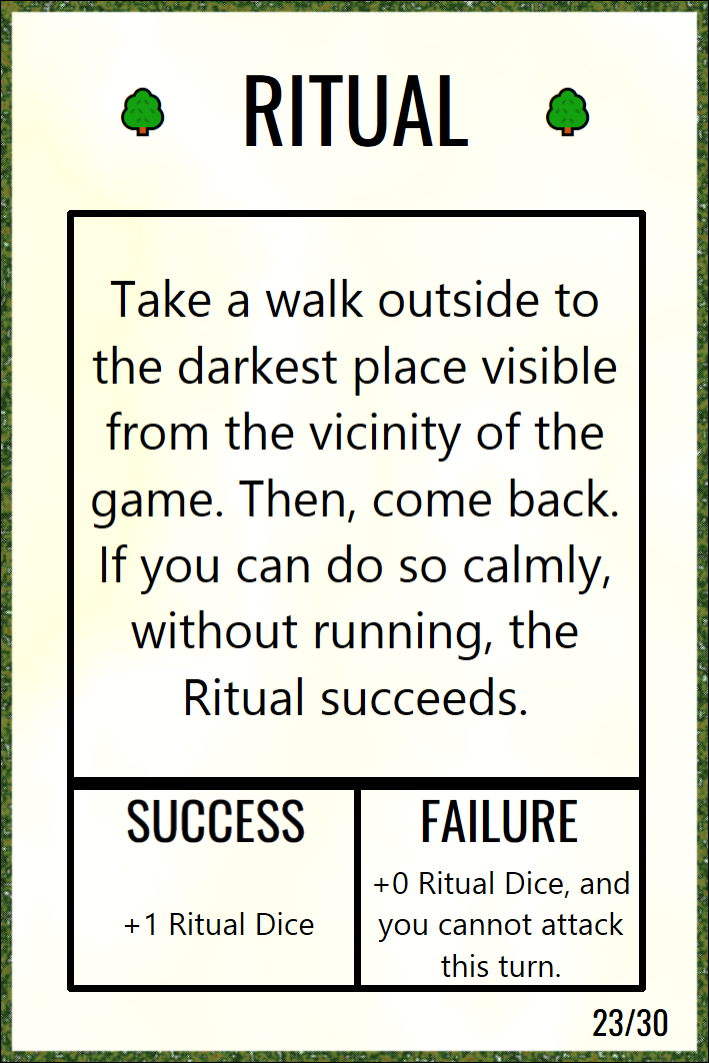 RITUAL
Take a walk outside to
the darkest place visible
from the vicinity of the
game. Then, come back.
If you can do so calmly,
without running, the
Ritual succeeds.
SUCCESS
+1 Ritual Dice
FAILURE
+0 Ritual Dice, and
you cannot attack
this turn.
23/30